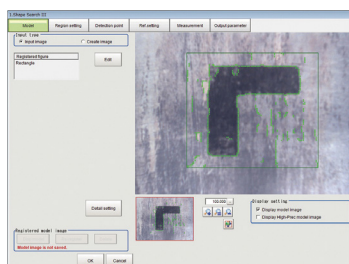 1.Shape Search II
Model Region setting Detection point Ref setting Measurement Output parameter
Input type
Input image Create image
Registered figure
Rectangle
Edit
Detail setting
100.000 ...
Display setting
Display model image
Display High-Prec model image
Registered model image
Model image is not saved.
OK Cancel